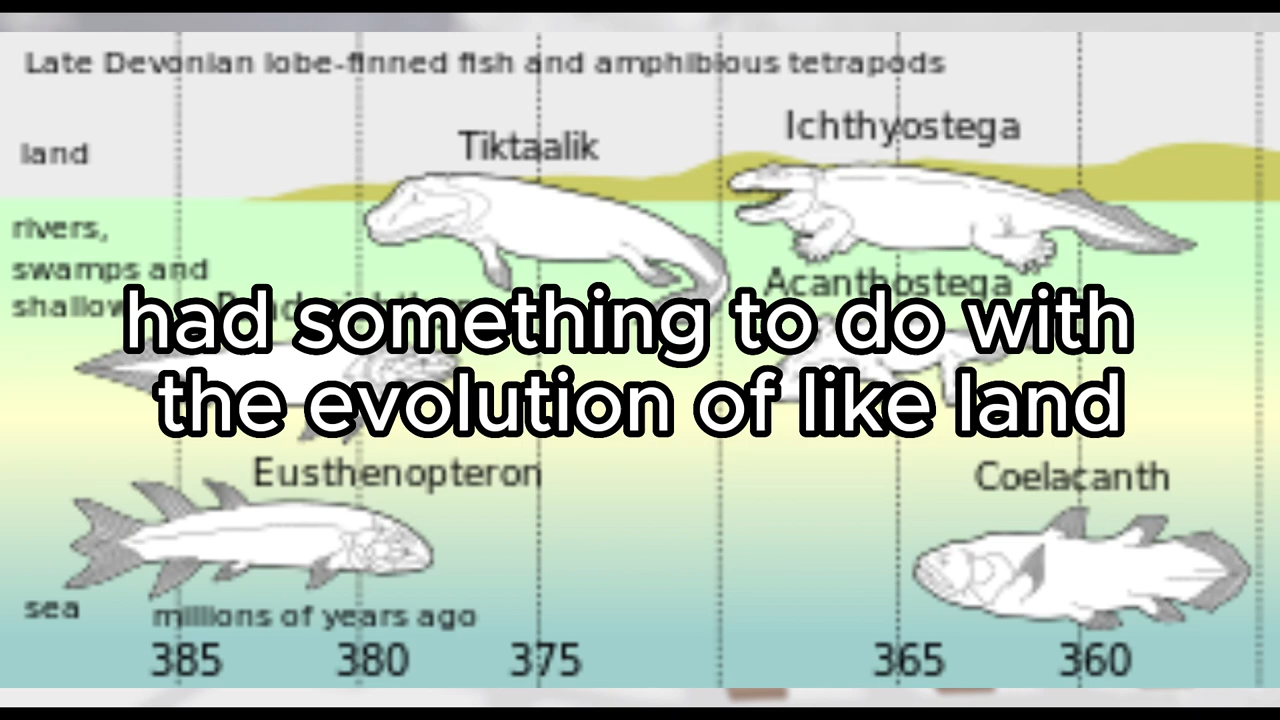 Late Devonian lobe-finned fish and amphibious tetrapods
Ichthyostega
Tiktaalik
land
rivers,
swamps and
shallow
Acanthostega
had something to do with
the evolution of like land
Eusthenopteron
Coelacanth
sea
millions of years ago
385 380 375 365 360